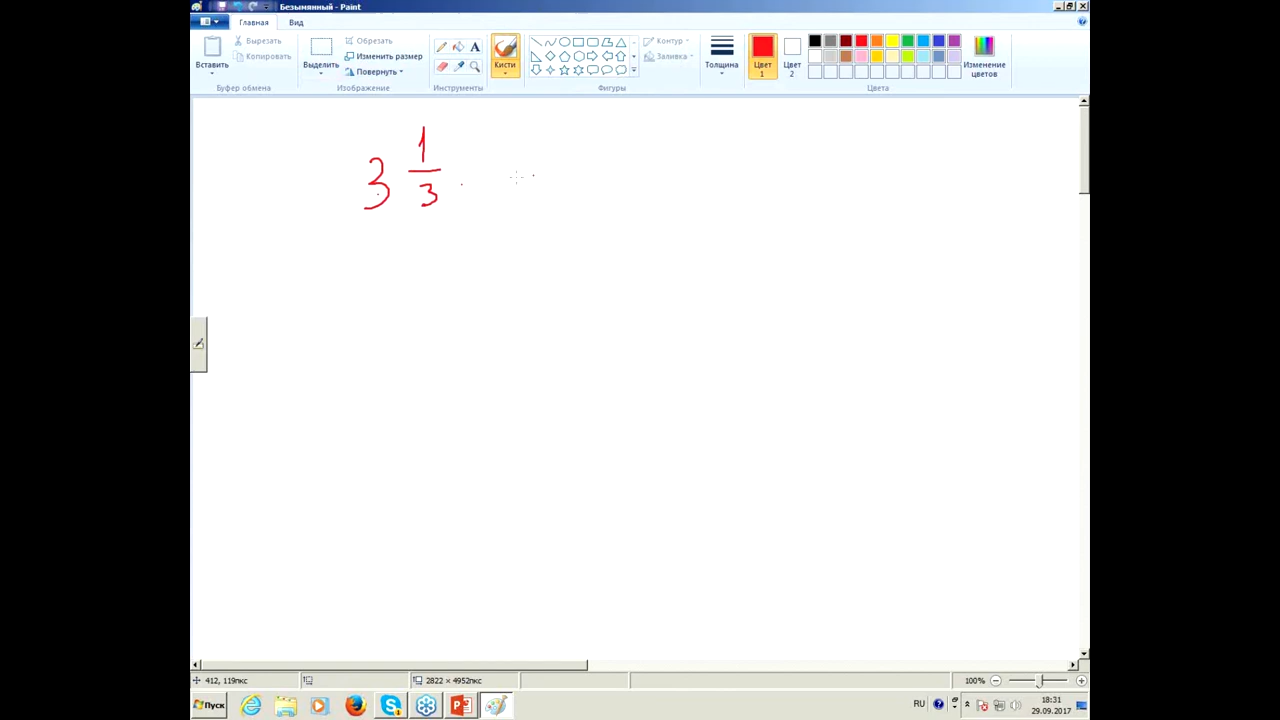 Безымянный - Paint
Главная Вид
Вставить
Вырезать
Копировать
Буфер обмена
Выделить
Обрезать
Изменить размер
Повернуть
Изображение
A
Инструменты
Кисти
Контур
Заливка
Фигуры
Толщина
Цвет 1
Цвет 2
Изменение цветов
Цвета
3 1/3
412, 119пкс
2822 × 4952пкс
100%
Пуск
RU
18:31
29.09.2017